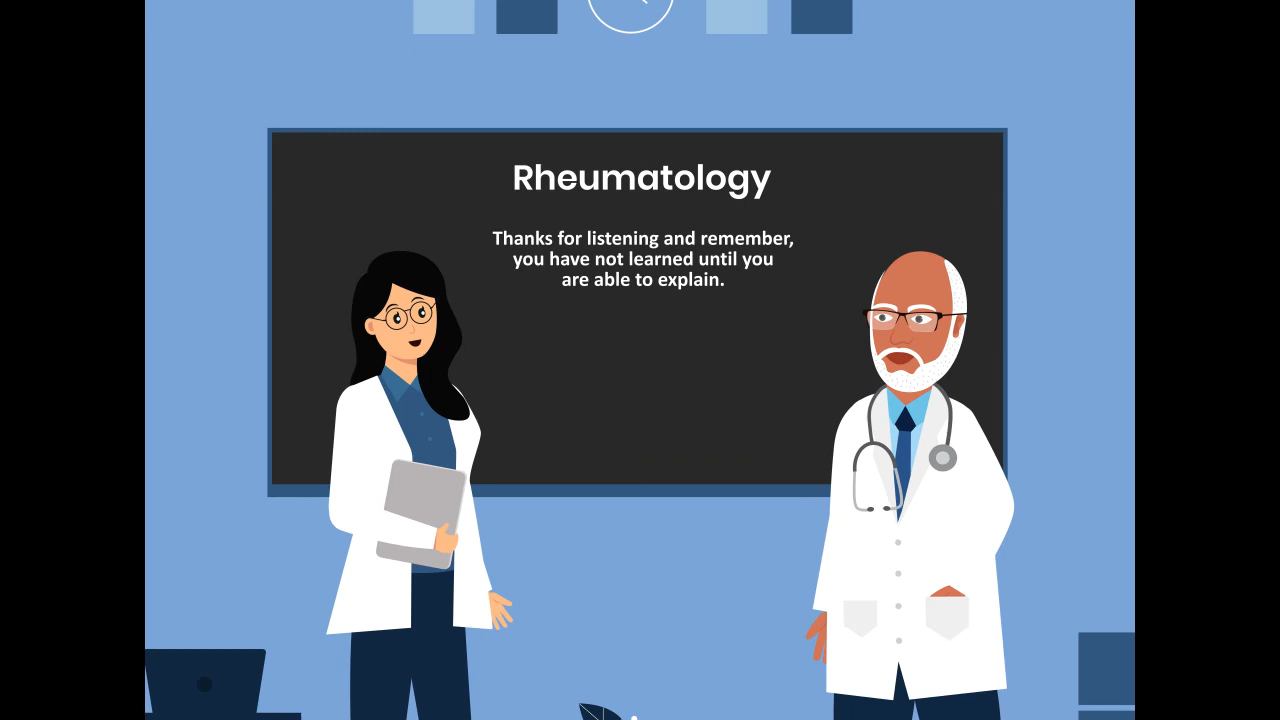 Rheumatology
Thanks for listening and remember,
you have not learned until you
are able to explain.